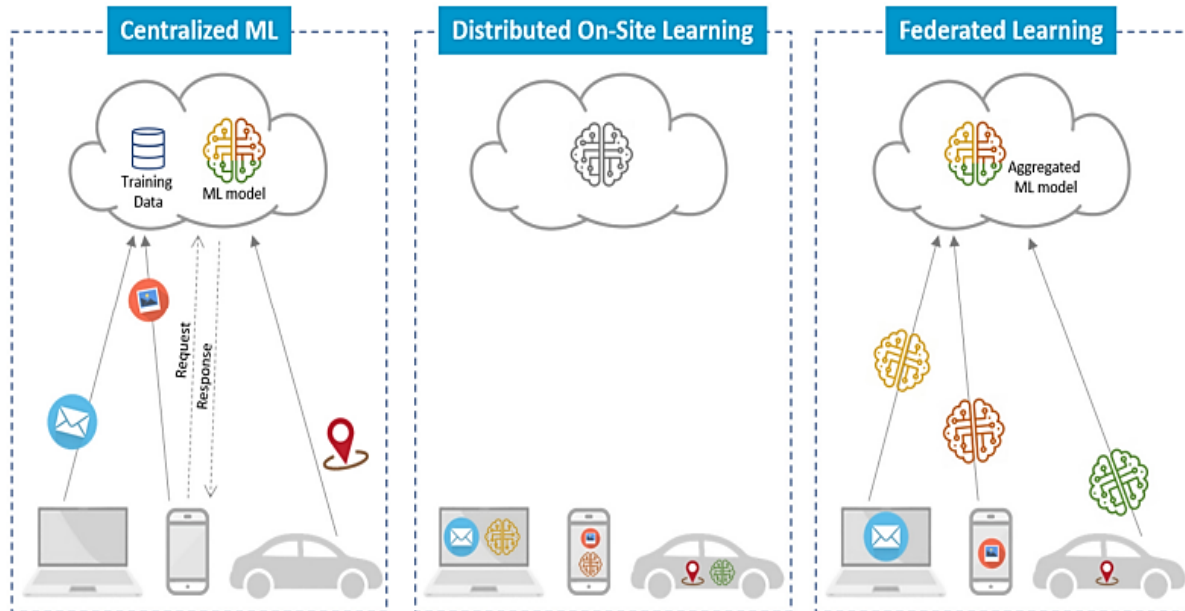 Centralized ML
Training
Data
ML model
Request
Response
Distributed On-Site Learning
Federated Learning
Aggregated
ML model